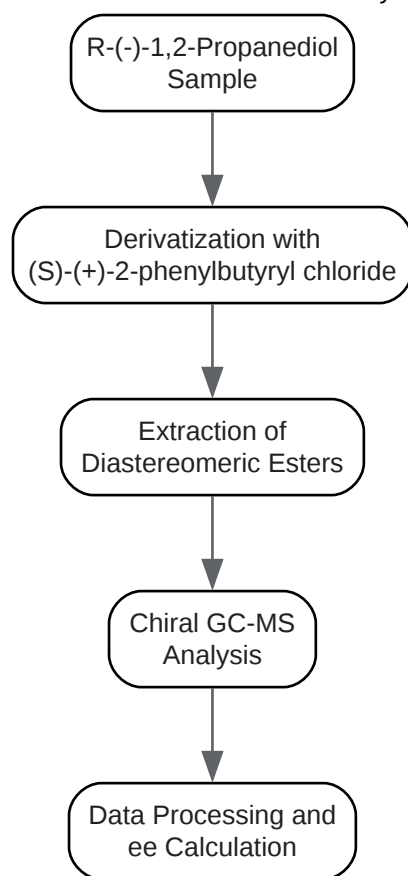 R-(-)-1,2-Propanediol
Sample
Derivatization with
(S)-(+)-2-phenylbutyryl chloride
Extraction of
Diastereomeric Esters
Chiral GC-MS
Analysis
Data Processing and
ee Calculation